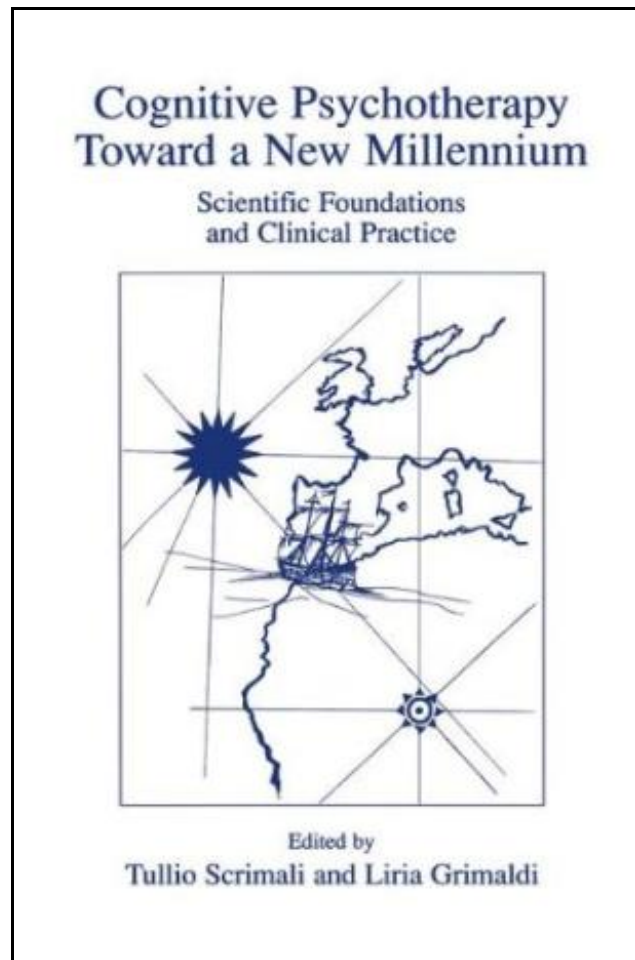 Cognitive Psychotherapy
Toward a New Millennium
Scientific Foundations
and Clinical Practice
Edited by
Tullio Scrimali and Liria Grimaldi